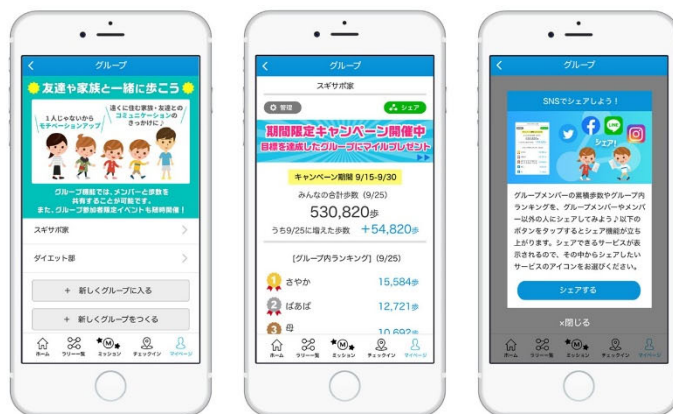 グループ
友達や家族と一緒に歩こう
1人じゃないから
モチベーションアップ
遠くに住む家族・友達との
コミュニケーションの
きっかけに♪
グループ機能では、メンバーと歩数を
共有することが可能です。
また、グループ参加者限定イベントも随時開催！
スギサポ家
ダイエット部
+ 新しくグループに入る
+ 新しくグループをつくる
ホーム
ラリー一覧
M
ミッション
チェックイン
マイページ
グループ
スギサポ家
管理
シェア
期間限定キャンペーン開催中
目標を達成したグループにマイルプレゼント
キャンペーン期間 9/15-9/30
みんなの合計歩数 (9/25)
530,820歩
うち9/25に増えた歩数 +54,820歩
[グループ内ランキング] (9/25)
1 さやか 15,584歩
2 ばあば 12,721歩
3 母 10,692歩
ホーム
ラリー一覧
M
ミッション
チェックイン
マイページ
グループ
SNSでシェアしよう！
LINE
シェア!
グループメンバーの累積歩数やグループ内
ランキングを、グループメンバーやメンバ
ー以外の人にシェアしてみよう♪以下の
ボタンをタップするとシェア機能が立ち
上がります。シェアできるサービスが表
示されるので、その中からシェアしたい
サービスのアイコンをお選びください。
シェアする
×閉じる
ホーム
ラリー一覧
M
ミッション
チェックイン
マイページ